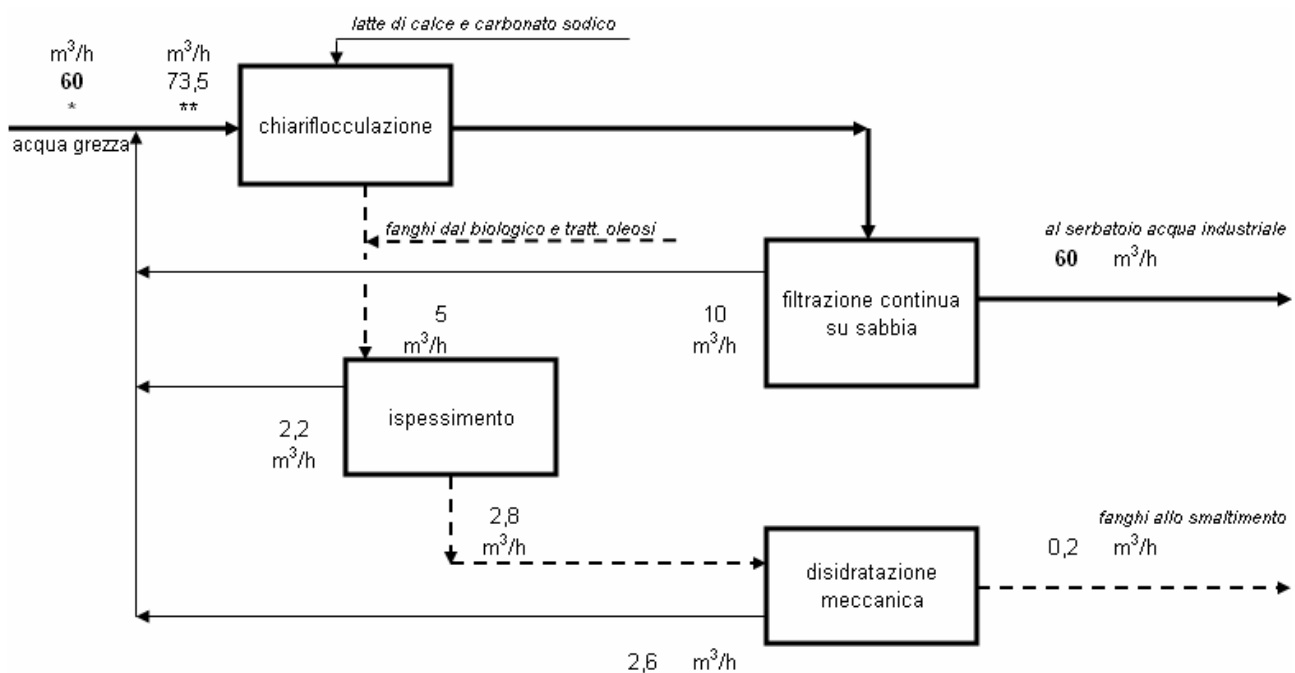 latte di calce e carbonato sodico
m³/h
60
*
m³/h
73,5
**
acqua grezza
chiariflocculazione
fanghi dal biologico e tratt. oleosi
al serbatoio acqua industriale
60 m³/h
filtrazione continua
su sabbia
5
m³/h
10
m³/h
ispessimento
2,2
m³/h
2,8
m³/h
fanghi allo smaltimento
0,2 m³/h
disidratazione
meccanica
2,6 m³/h